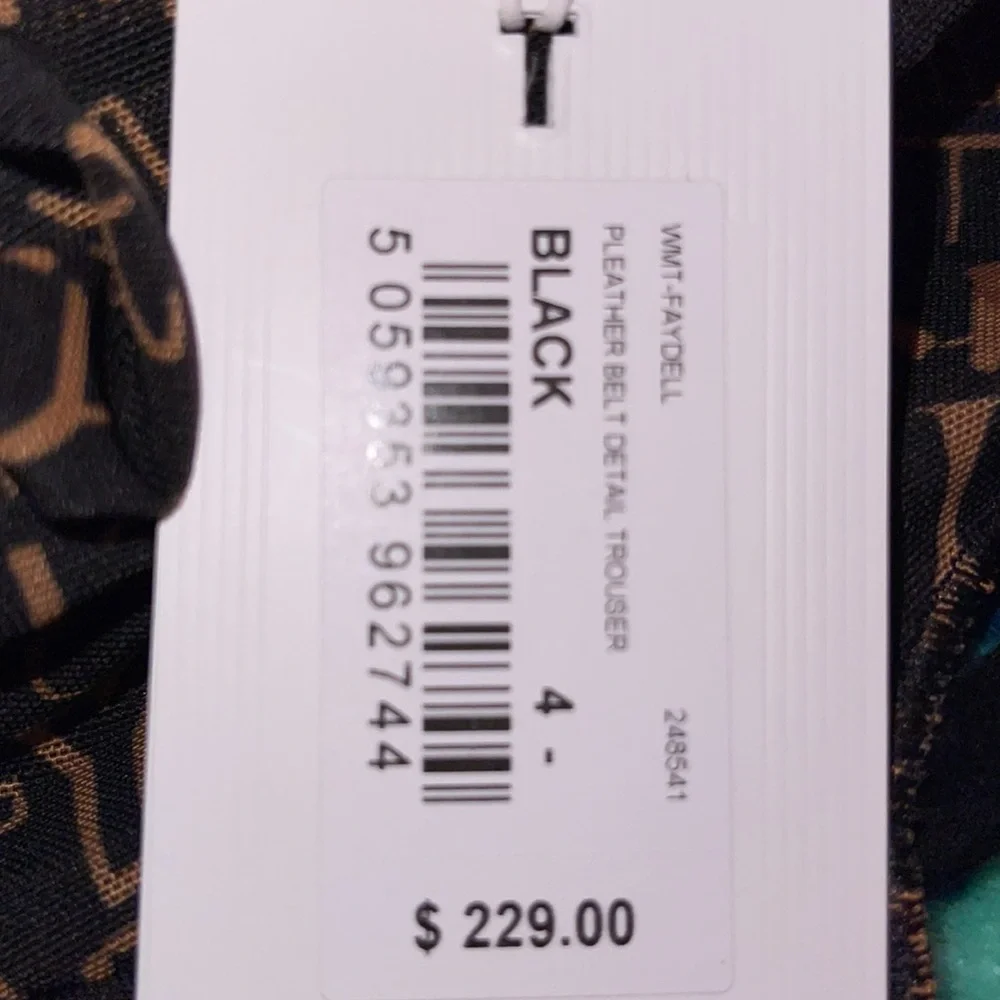 WMT-FAYDELL 248541
PLEATHER BELT DETAIL TROUSER
BLACK 4 -
5 059353 962744
$ 229.00